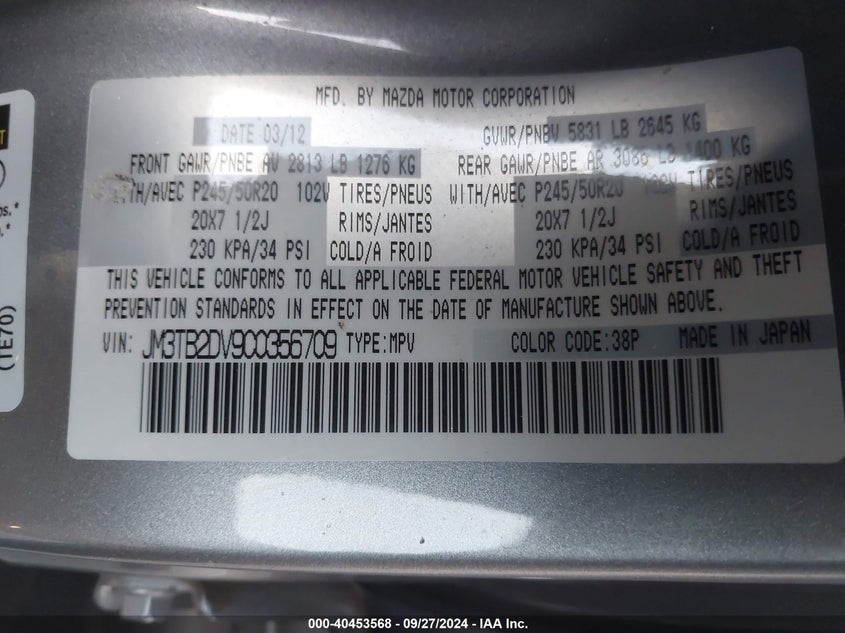 MFD. BY MAZDA MOTOR CORPORATION
DATE 03/12
GVWR/PNBV 5831 LB 2645 KG
FRONT GAWR/PNBE AV 2813 LB 1276 KG
REAR GAWR/PNBE AR 3086 LB 1400 KG
WITH/AVEC P245/50R20 102V TIRES/PNEUS
WITH/AVEC P245/50R20 102V TIRES/PNEUS
20X7 1/2J RIMS/JANTES
20X7 1/2J RIMS/JANTES
230 KPA/34 PSI COLD/A FROID
230 KPA/34 PSI COLD/A FROID
THIS VEHICLE CONFORMS TO ALL APPLICABLE FEDERAL MOTOR VEHICLE SAFETY AND THEFT
PREVENTION STANDARDS IN EFFECT ON THE DATE OF MANUFACTURE SHOWN ABOVE.
VIN: JM3TB2DV9C0356709 TYPE:MPV COLOR CODE:38P MADE IN JAPAN
(TE70)
000-40453568 – 09/27/2024 – IAA Inc.